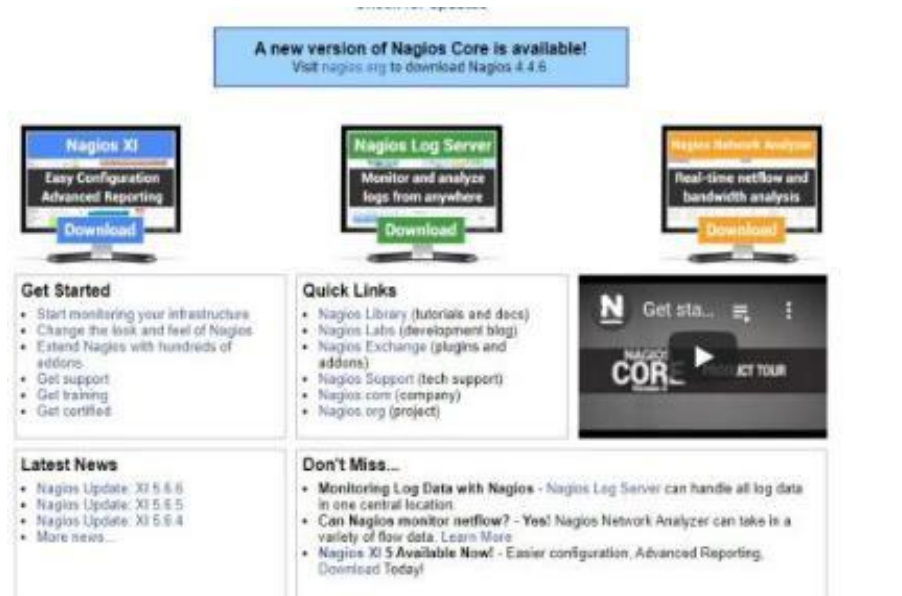 Check for updates
A new version of Nagios Core is available!
Visit nagios.org to download Nagios 4.4.6
Nagios XI
Easy Configuration
Advanced Reporting
Download
Nagios Log Server
Monitor and analyze
logs from anywhere
Download
Nagios Network Analyzer
Real-time netflow and
bandwidth analysis
Download
Get Started
• Start monitoring your infrastructure
• Change the look and feel of Nagios
• Extend Nagios with hundreds of
addons
• Get support
• Get training
• Get certified
Quick Links
• Nagios Library (tutorials and docs)
• Nagios Labs (development blog)
• Nagios Exchange (plugins and
addons)
• Nagios Support (tech support)
• Nagios.com (company)
• Nagios.org (project)
N Get sta...
NAGIOS
CORE PRODUCT TOUR
Latest News
• Nagios Update: XI 5.6.6
• Nagios Update: XI 5.6.5
• Nagios Update: XI 5.6.4
• More news...
Don't Miss...
• Monitoring Log Data with Nagios - Nagios Log Server can handle all log data
in one central location.
• Can Nagios monitor netflow? - Yes! Nagios Network Analyzer can take in a
variety of flow data. Learn More
• Nagios XI 5 Available Now! - Easier configuration, Advanced Reporting,
Download Today!